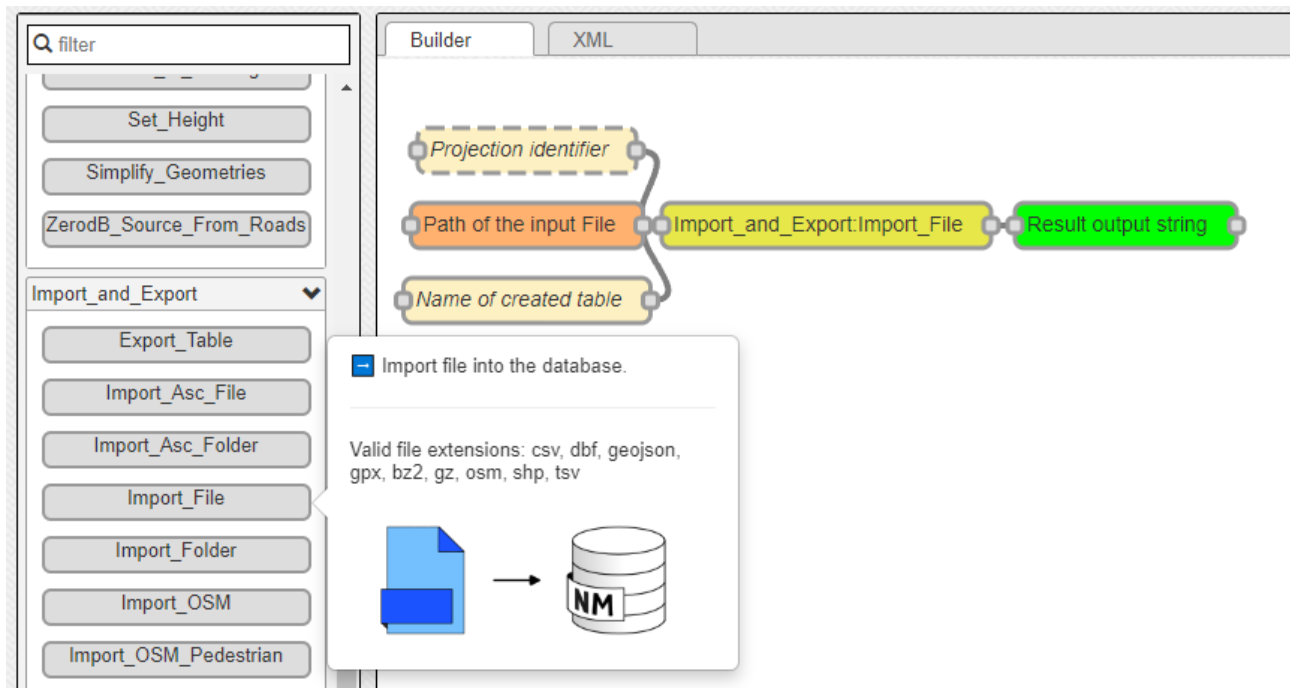 filter
Set_Height
Simplify_Geometries
ZerodB_Source_From_Roads
Import_and_Export
Export_Table
Import_Asc_File
Import_Asc_Folder
Import_File
Import_Folder
Import_OSM
Import_OSM_Pedestrian
Builder
XML
Projection identifier
Path of the input File
Import_and_Export:Import_File
Result output string
Name of created table
Import file into the database.
Valid file extensions: csv, dbf, geojson,
gpx, bz2, gz, osm, shp, tsv
NM